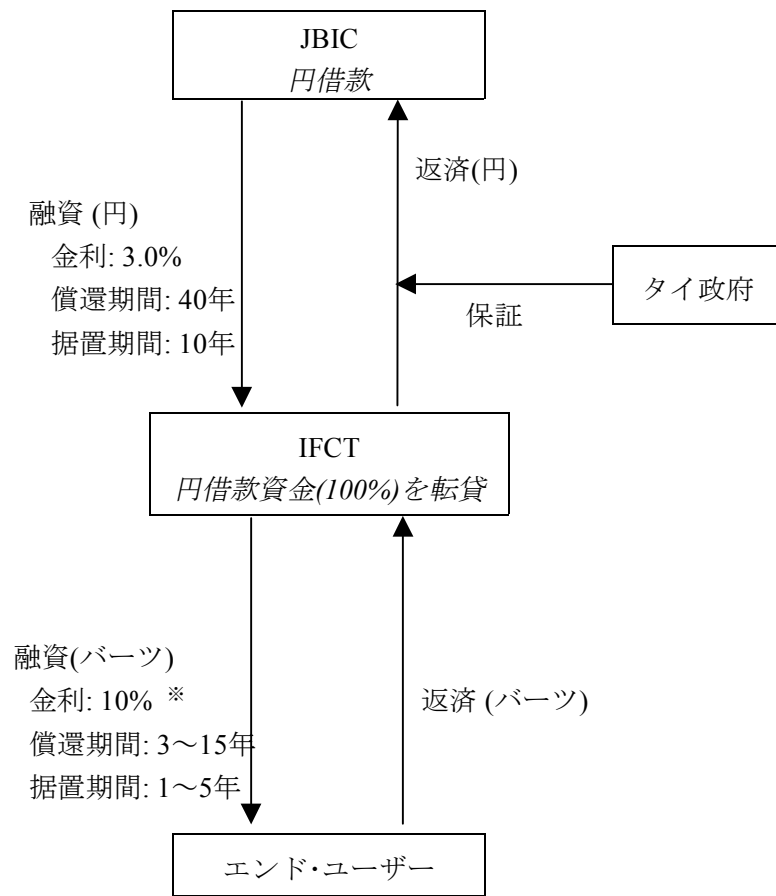 JBIC
円借款
返済(円)
融資 (円)
金利: 3.0%
償還期間: 40年
据置期間: 10年
タイ政府
保証
IFCT
円借款資金(100%)を転貸
融資(バーツ)
金利: 10% ※
償還期間: 3～15年
据置期間: 1～5年
返済 (バーツ)
エンド・ユーザー